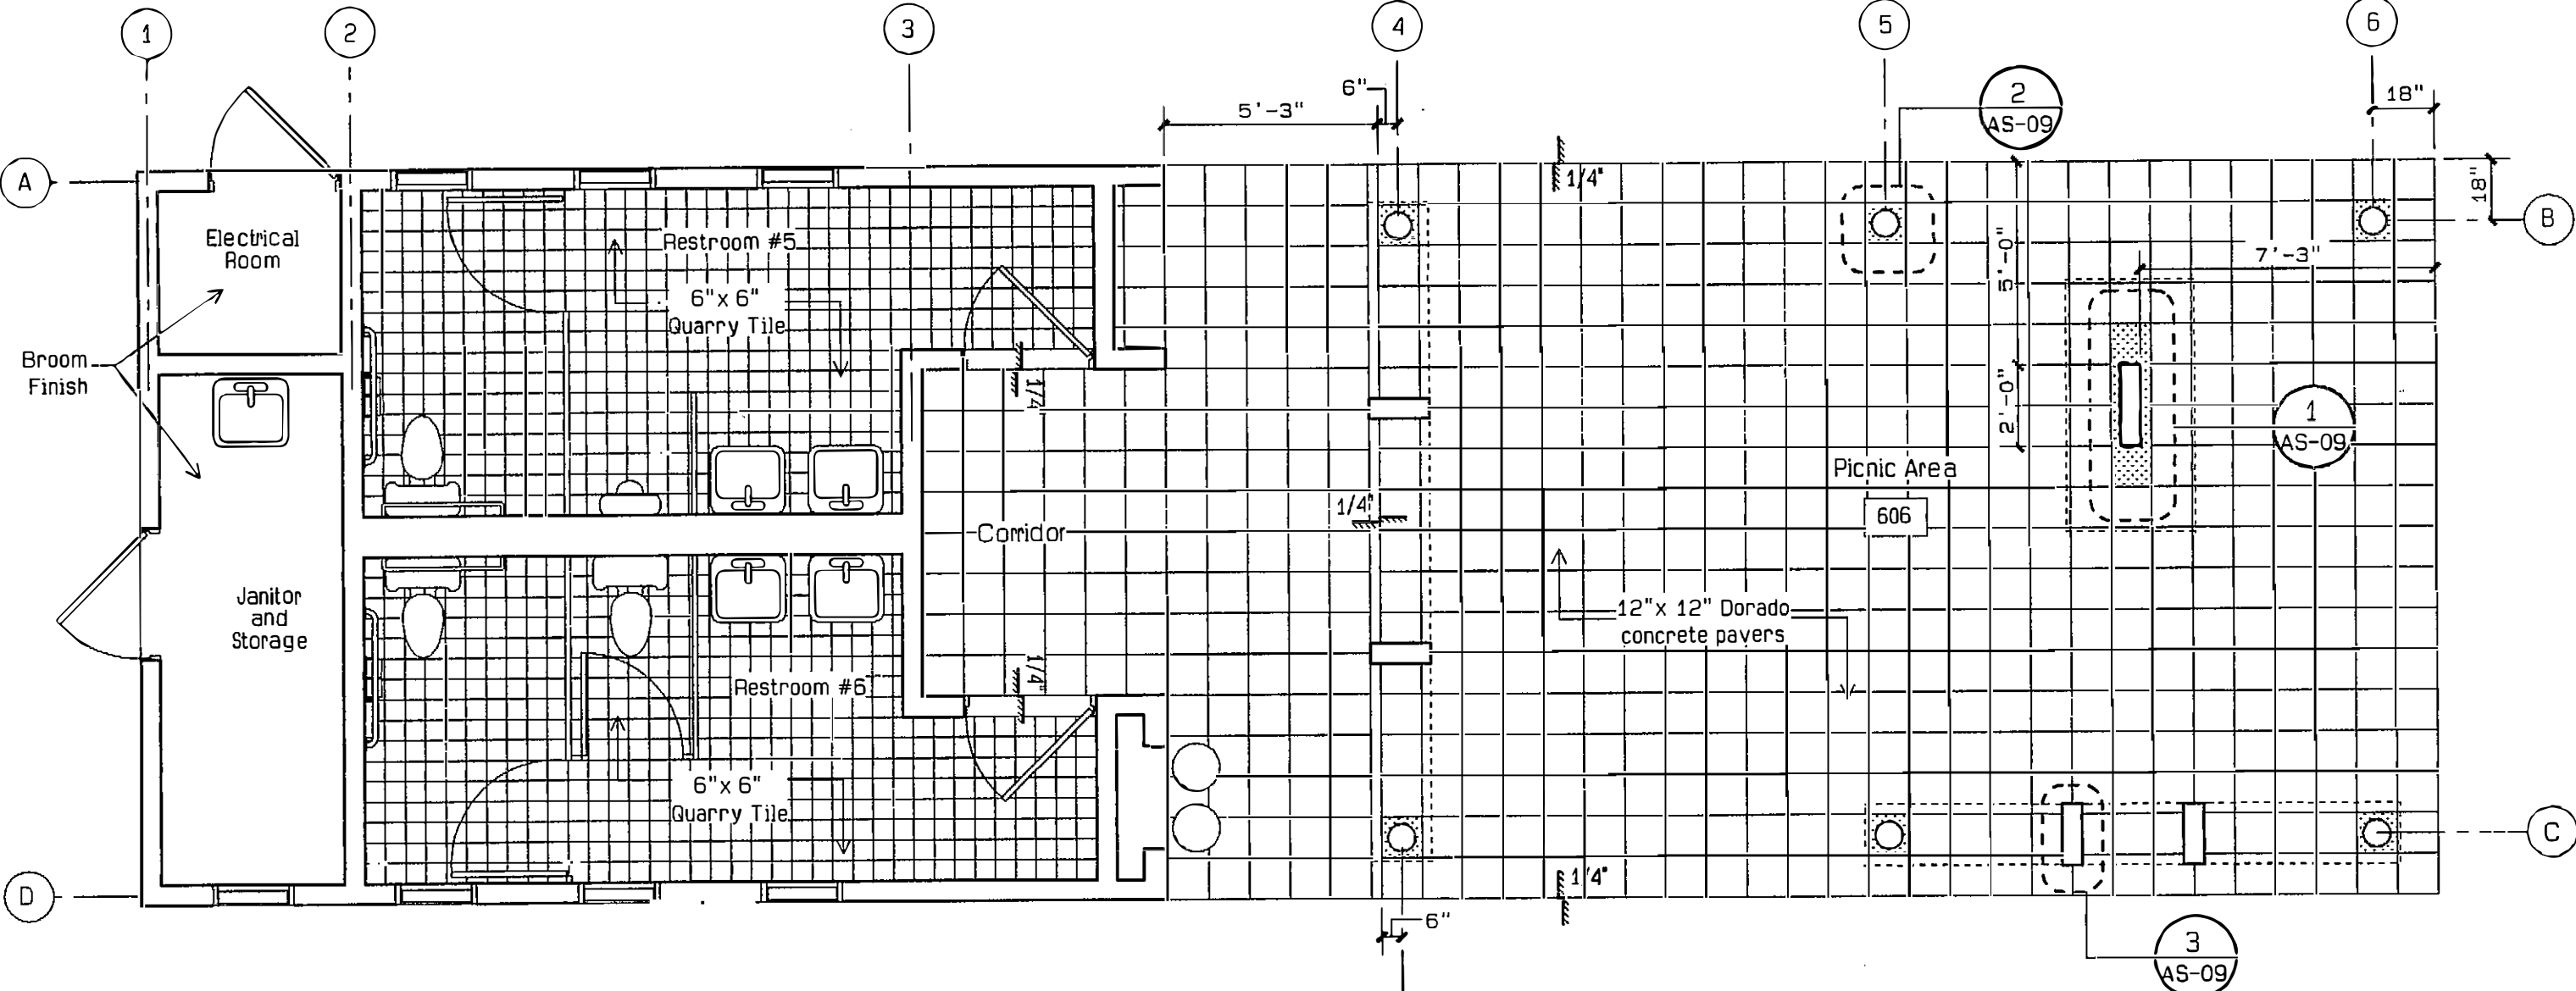 1
2
3
4
5
6
6"
5'-3"
2
AS-09
18"
A
1/4"
18"
B
Electrical
Room
Restroom #5
5'-0"
7'-3"
6"x 6"
Quarry Tile
Broom
Finish
1/4"
2'-0"
1
AS-09
Picnic Area
606
1/4"
Corridor
Janitor
and
Storage
12"x 12" Dorado
concrete pavers
1/4"
Restroom #6
6"x 6"
Quarry Tile
C
D
1/4"
6"
3
AS-09